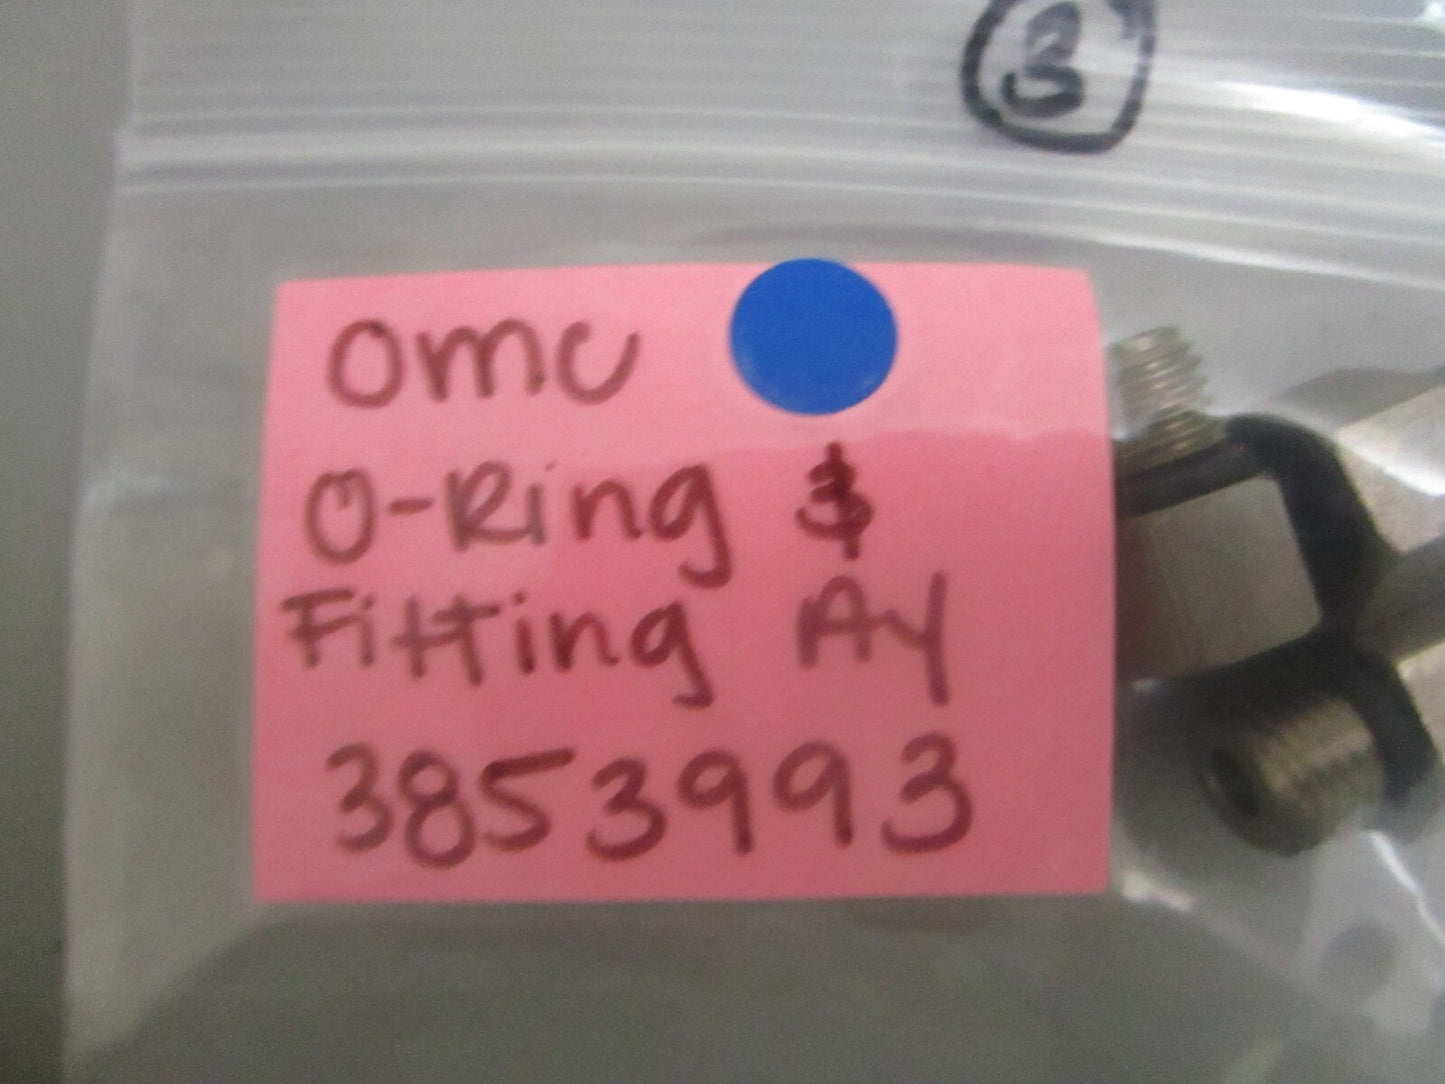 3
OMC
O-Ring &
Fitting Ay
3853993